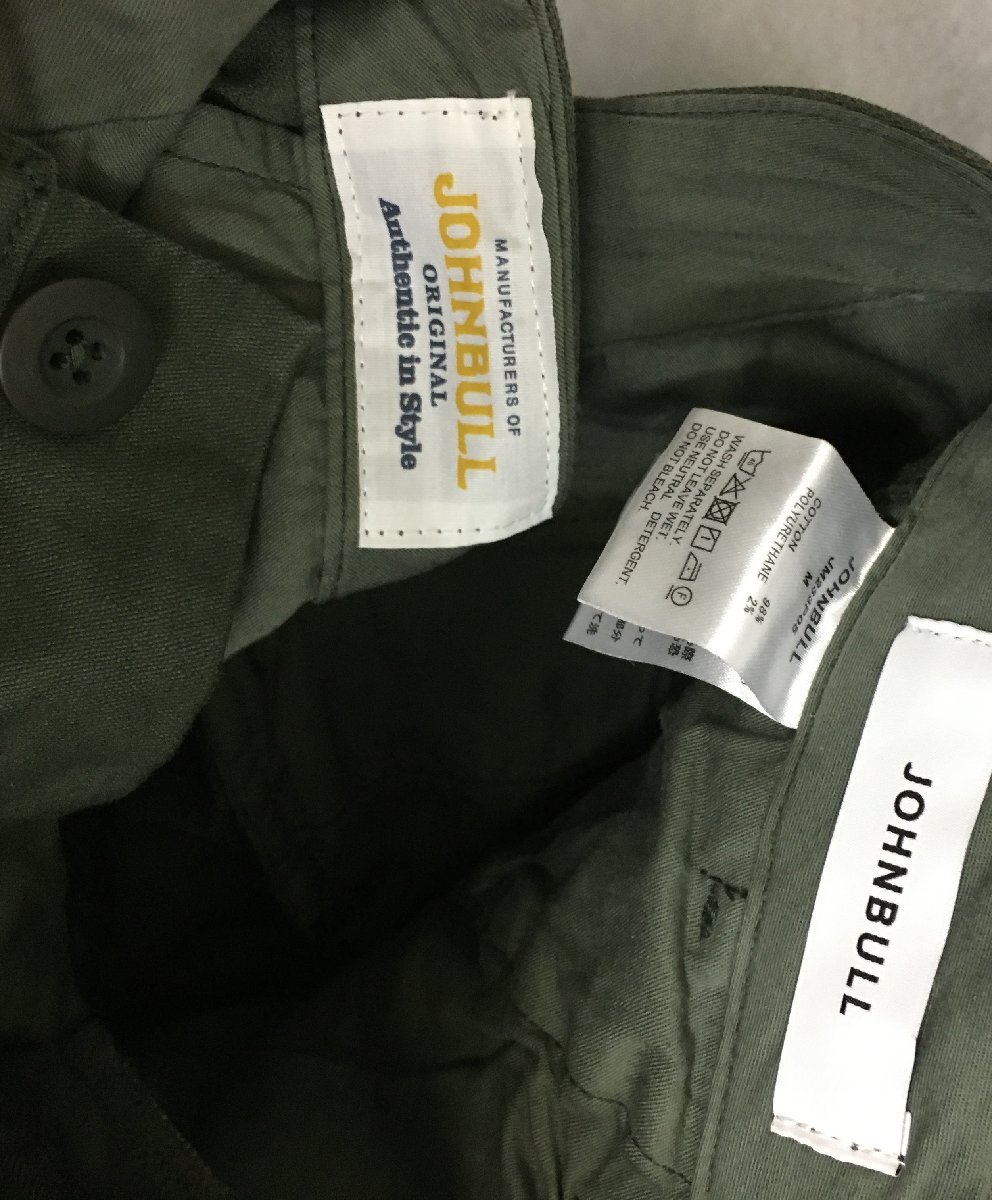 MANUFACTURERS OF
JOHNBULL
ORIGINAL
Authentic in Style
JOHNBULL
JM233P05
M
COTTON 98%
POLYURETHANE 2%
WASH SEPARATELY.
DO NOT LEAVE WET.
USE NEUTRAL DETERGENT.
DO NOT BLEACH.
JOHNBULL